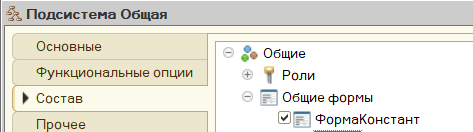 Подсистема Общая
Основные
Функциональные опции
Состав
Прочее
Общие
Роли
Общие формы
ФормаКонстант